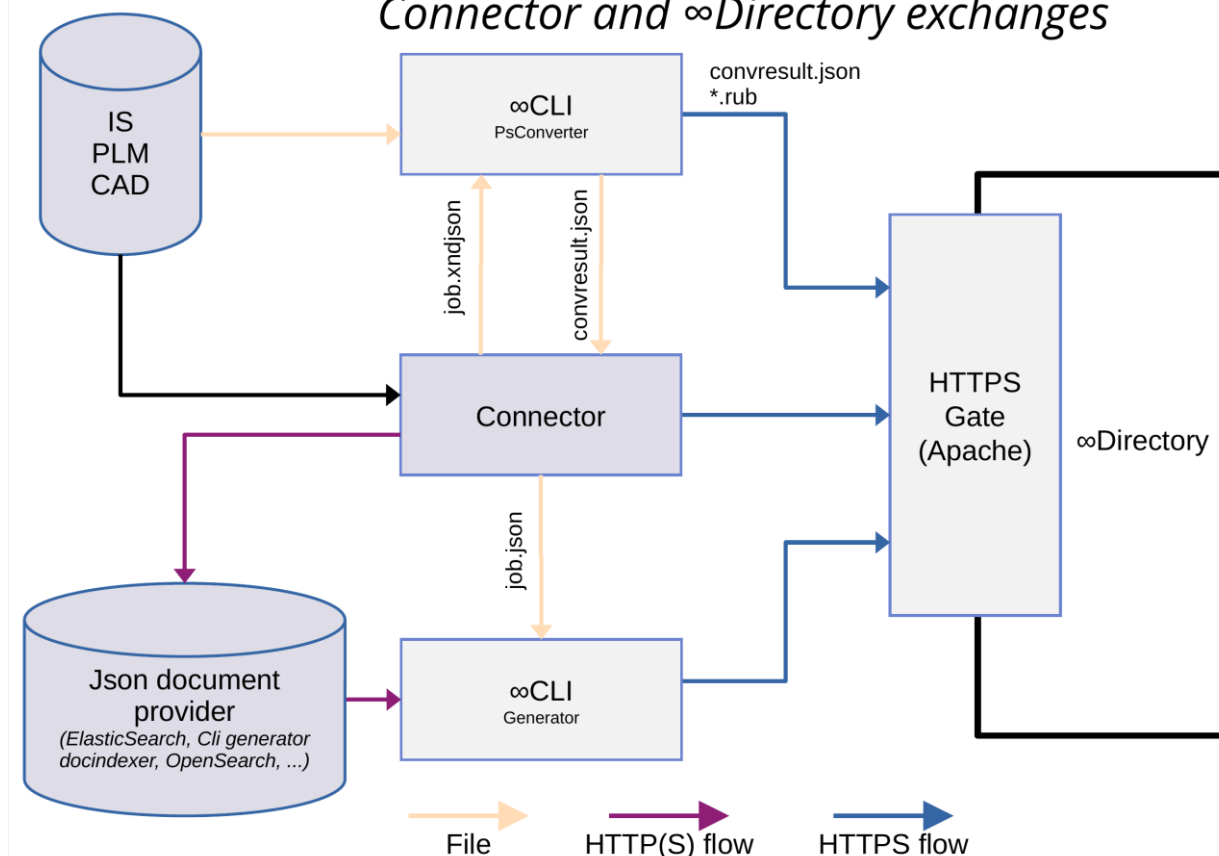 Connector and ∞Directory exchanges
IS
PLM
CAD
∞CLI
PsConverter
convresult.json
*.rub
job.xndjson
convresult.json
Connector
HTTPS
Gate
(Apache)
∞Directory
job.json
Json document
provider
(ElasticSearch, Cli generator
docindexer, OpenSearch, ...)
∞CLI
Generator
File
HTTP(S) flow
HTTPS flow